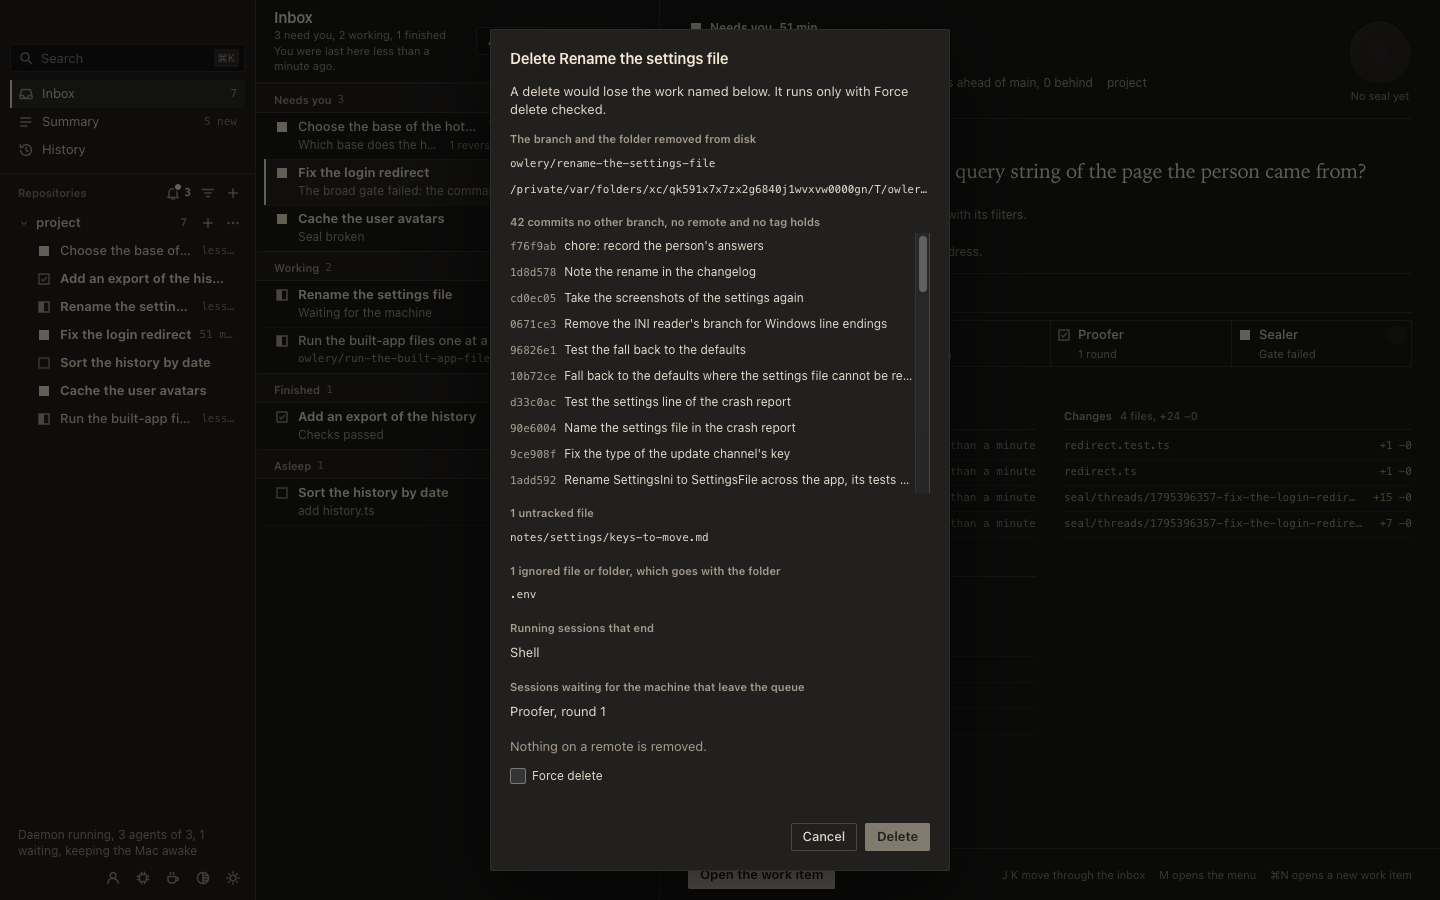 Search ⌘K
Inbox 7
Summary 5 new
History
Repositories 3
project 7
Choose the base of... less...
Add an export of the his...
Rename the settin... less...
Fix the login redirect 51 m...
Sort the history by date
Cache the user avatars
Run the built-app fi... less...
Daemon running, 3 agents of 3, 1
waiting, keeping the Mac awake
Inbox
3 need you, 2 working, 1 finished
You were last here less than a
minute ago.
Needs you 3
Choose the base of the hot...
Which base does the h... 1 revers
Fix the login redirect
The broad gate failed: the comma
Cache the user avatars
Seal broken
Working 2
Rename the settings file
Waiting for the machine
Run the built-app files one at a
owlery/run-the-built-app-file
Finished 1
Add an export of the history
Checks passed
Asleep 1
Sort the history by date
add history.ts
Delete Rename the settings file
A delete would lose the work named below. It runs only with Force
delete checked.
The branch and the folder removed from disk
owlery/rename-the-settings-file
/private/var/folders/xc/qk591x7x7zx2g6840j1wvxvw0000gn/T/owler...
42 commits no other branch, no remote and no tag holds
f76f9ab chore: record the person's answers
1d8d578 Note the rename in the changelog
cd0ec05 Take the screenshots of the settings again
0671ce3 Remove the INI reader's branch for Windows line endings
96826e1 Test the fall back to the defaults
10b72ce Fall back to the defaults where the settings file cannot be re...
d33c0ac Test the settings line of the crash report
90e6004 Name the settings file in the crash report
9ce908f Fix the type of the update channel's key
1add592 Rename SettingsIni to SettingsFile across the app, its tests ...
1 untracked file
notes/settings/keys-to-move.md
1 ignored file or folder, which goes with the folder
.env
Running sessions that end
Shell
Sessions waiting for the machine that leave the queue
Proofer, round 1
Nothing on a remote is removed.
Force delete
Cancel Delete
Needs you, 51 min
s ahead of main, 0 behind project
No seal yet
query string of the page the person came from?
with its filters.
dress.
Proofer
1 round
Sealer
Gate failed
Changes 4 files, +24 −0
than a minute redirect.test.ts +1 −0
than a minute redirect.ts +1 −0
than a minute seal/threads/1795396357-fix-the-login-redir... +15 −0
than a minute seal/threads/1795396357-fix-the-login-redire... +7 −0
Open the work item
J K move through the inbox M opens the menu ⌘N opens a new work item